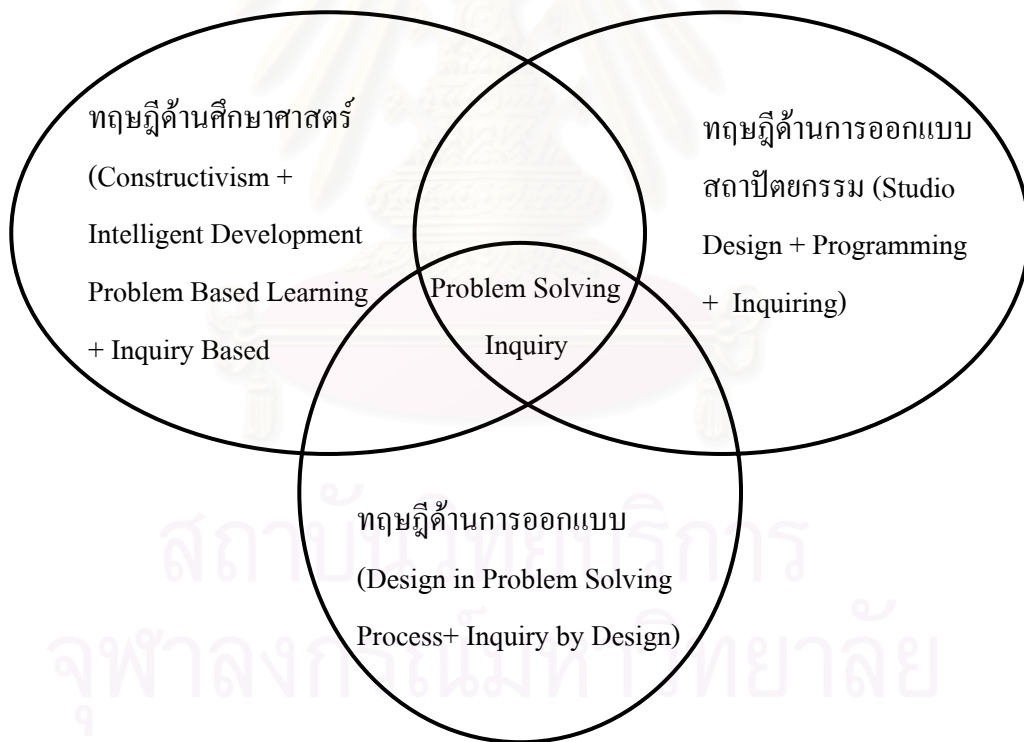 ทฤษฎีด้านศึกษาศาสตร์
(Constructivism +
Intelligent Development
Problem Based Learning
+ Inquiry Based
ทฤษฎีด้านการออกแบบ
สถาปัตยกรรม (Studio
Design + Programming
+ Inquiring)
Problem Solving
Inquiry
ทฤษฎีด้านการออกแบบ
(Design in Problem Solving
Process+ Inquiry by Design)
สถาบันวิทยบริการ
จุฬาลงกรณ์มหาวิทยาลัย